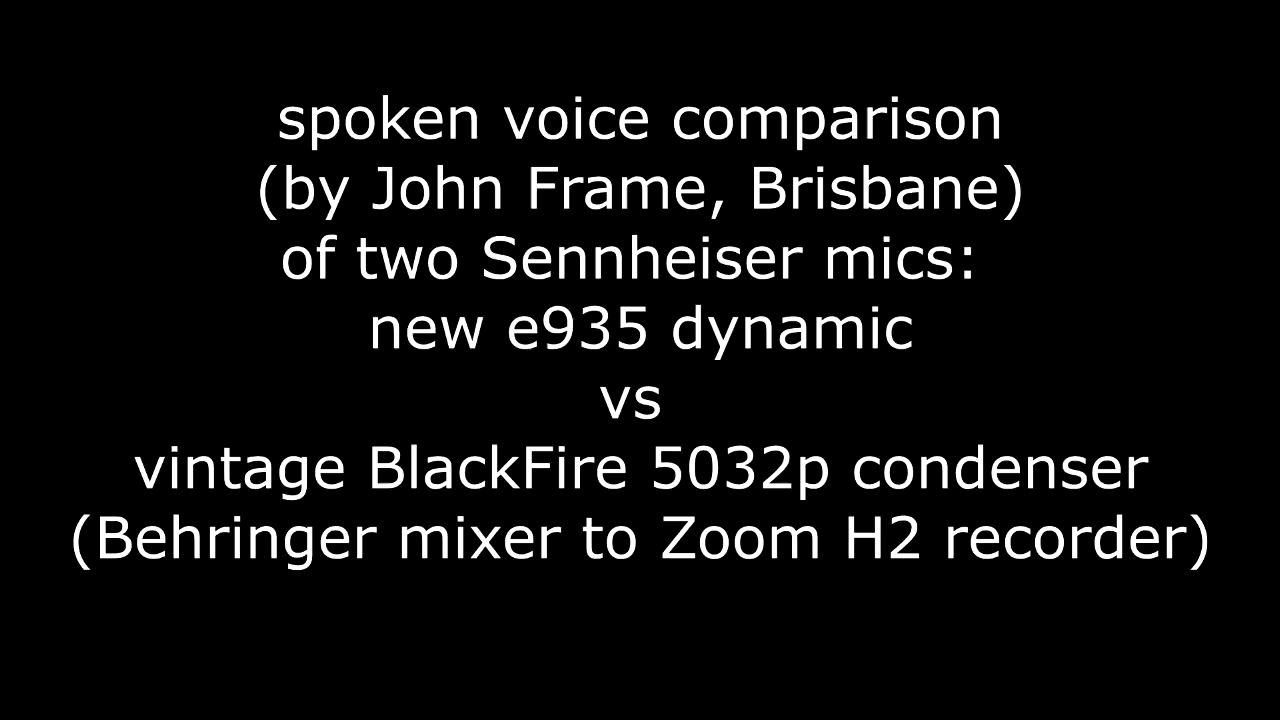 spoken voice comparison
(by John Frame, Brisbane)
of two Sennheiser mics:
new e935 dynamic
vs
vintage BlackFire 5032p condenser
(Behringer mixer to Zoom H2 recorder)